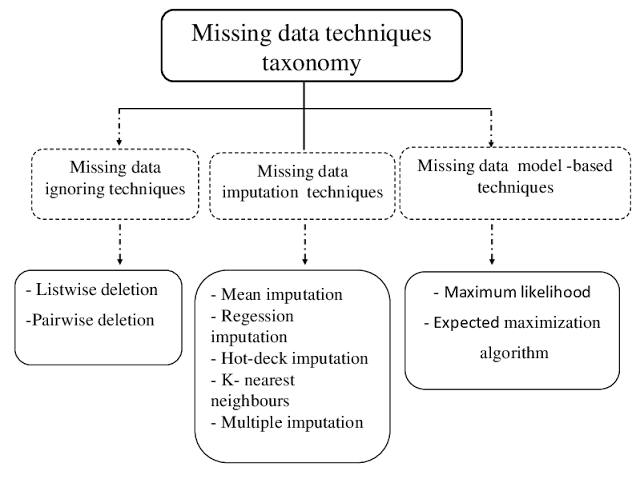 Missing data techniques
taxonomy
Missing data
ignoring techniques
Missing data
imputation techniques
Missing data model -based
techniques
- Listwise deletion
-Pairwise deletion
- Mean imputation
- Regression
imputation
- Hot-deck imputation
- K- nearest
neighbours
- Multiple imputation
- Maximum likelihood
- Expected maximization
algorithm